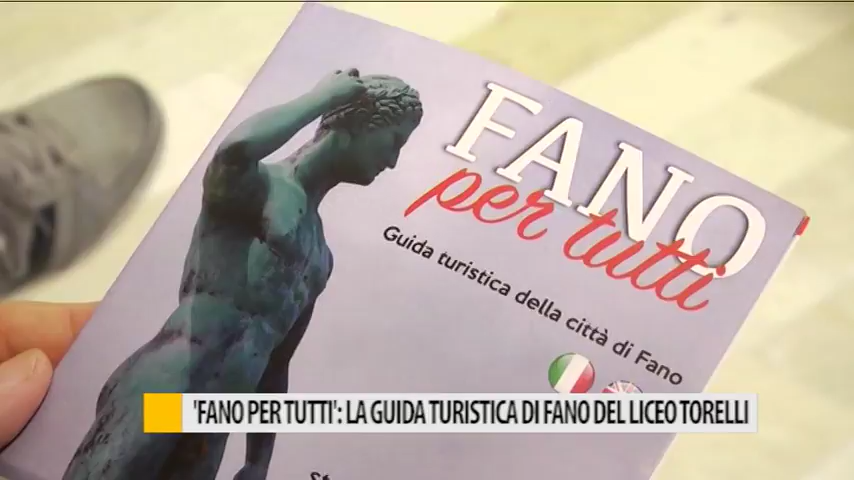 FANO
per tutti
Guida turistica della città di Fano
'FANO PER TUTTI': LA GUIDA TURISTICA DI FANO DEL LICEO TORELLI